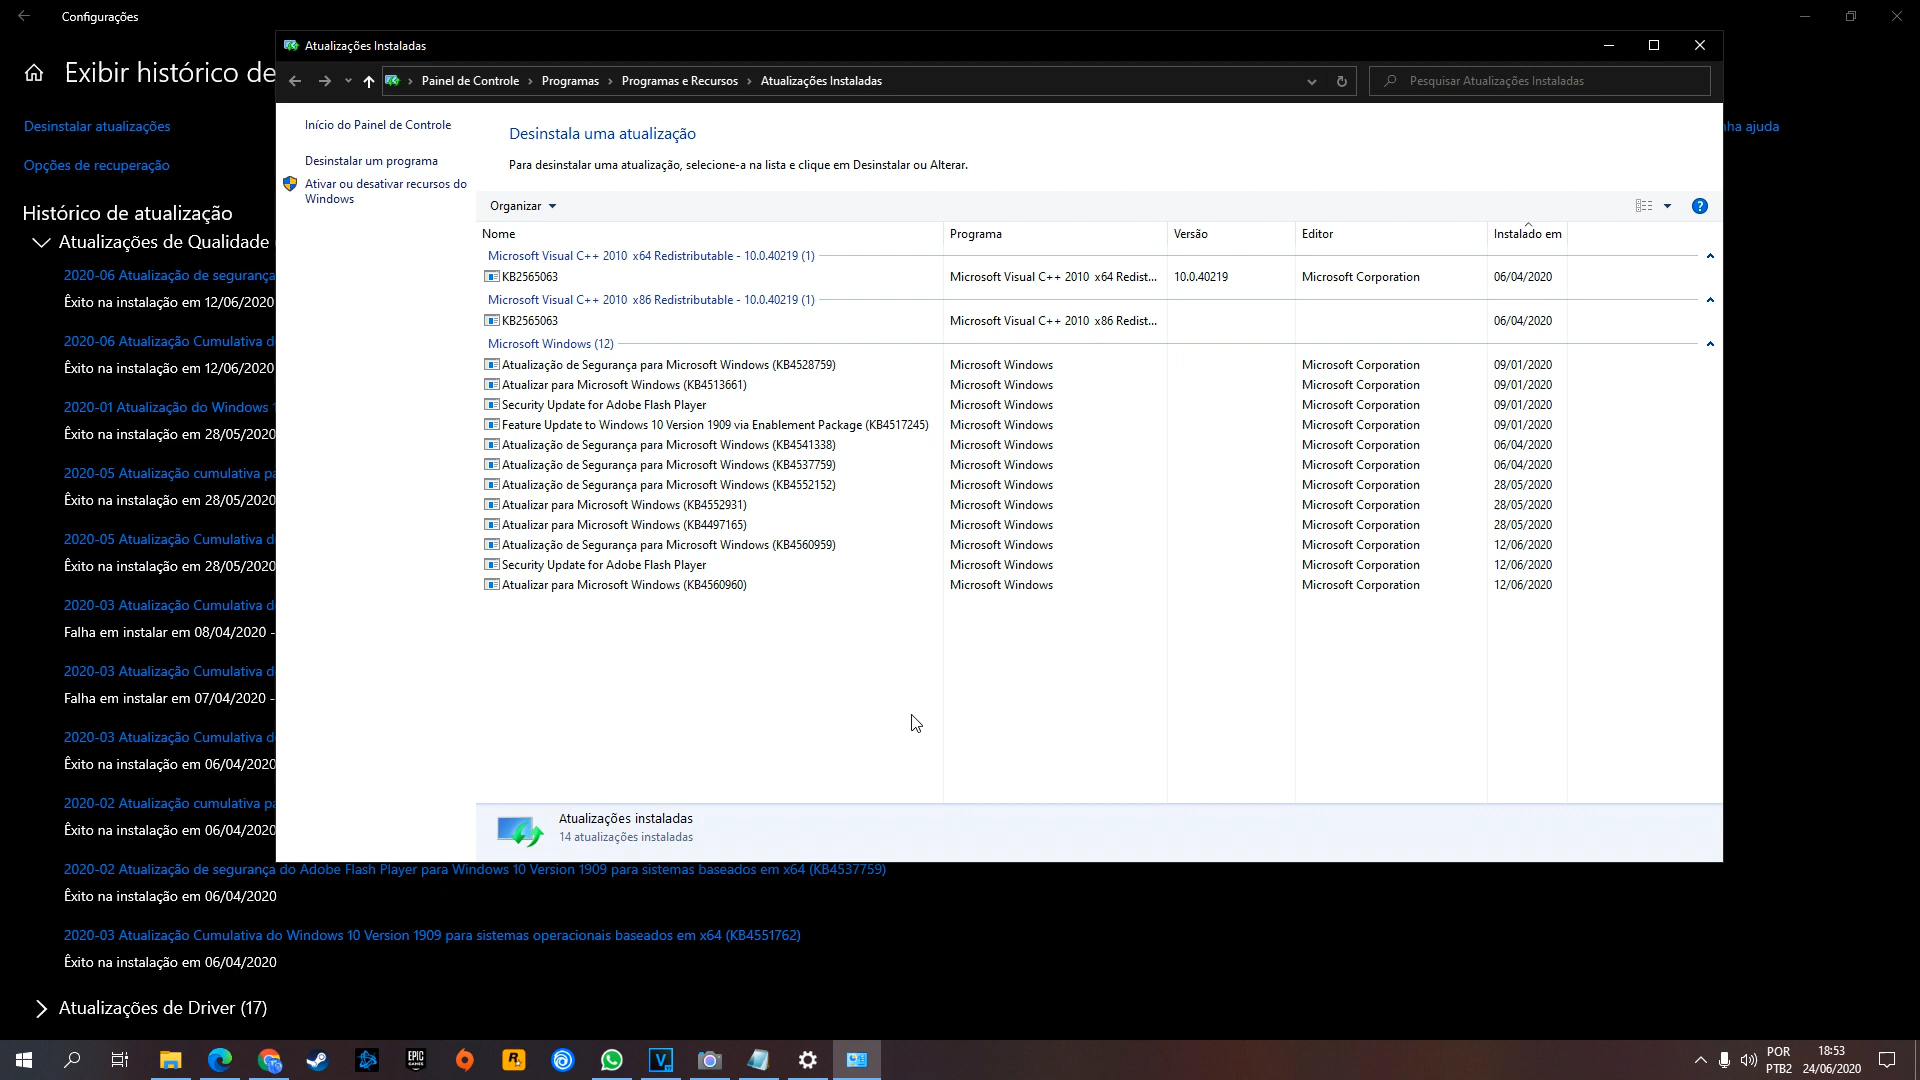 Configurações
Exibir histórico de
Desinstalar atualizações
Opções de recuperação
Histórico de atualização
Atualizações de Qualidade
2020-06 Atualização de segurança
Êxito na instalação em 12/06/2020
2020-06 Atualização Cumulativa d
Êxito na instalação em 12/06/2020
2020-01 Atualização do Windows 1
Êxito na instalação em 28/05/2020
2020-05 Atualização cumulativa pa
Êxito na instalação em 28/05/2020
2020-05 Atualização Cumulativa d
Êxito na instalação em 28/05/2020
2020-03 Atualização Cumulativa d
Falha em instalar em 08/04/2020 -
2020-03 Atualização Cumulativa d
Falha em instalar em 07/04/2020 -
2020-03 Atualização Cumulativa d
Êxito na instalação em 06/04/2020
2020-02 Atualização cumulativa pa
Êxito na instalação em 06/04/2020
2020-02 Atualização de segurança do Adobe Flash Player para Windows 10 Version 1909 para sistemas baseados em x64 (KB4537759)
Êxito na instalação em 06/04/2020
2020-03 Atualização Cumulativa do Windows 10 Version 1909 para sistemas operacionais baseados em x64 (KB4551762)
Êxito na instalação em 06/04/2020
Atualizações de Driver (17)
nha ajuda
Atualizações Instaladas
Painel de Controle > Programas > Programas e Recursos > Atualizações Instaladas
Pesquisar Atualizações Instaladas
Início do Painel de Controle
Desinstalar um programa
Ativar ou desativar recursos do
Windows
Desinstala uma atualização
Para desinstalar uma atualização, selecione-a na lista e clique em Desinstalar ou Alterar.
Organizar
Nome Programa Versão Editor Instalado em
Microsoft Visual C++ 2010 x64 Redistributable - 10.0.40219 (1)
KB2565063 Microsoft Visual C++ 2010 x64 Redist... 10.0.40219 Microsoft Corporation 06/04/2020
Microsoft Visual C++ 2010 x86 Redistributable - 10.0.40219 (1)
KB2565063 Microsoft Visual C++ 2010 x86 Redist... 06/04/2020
Microsoft Windows (12)
Atualização de Segurança para Microsoft Windows (KB4528759) Microsoft Windows Microsoft Corporation 09/01/2020
Atualizar para Microsoft Windows (KB4513661) Microsoft Windows Microsoft Corporation 09/01/2020
Security Update for Adobe Flash Player Microsoft Windows Microsoft Corporation 09/01/2020
Feature Update to Windows 10 Version 1909 via Enablement Package (KB4517245) Microsoft Windows Microsoft Corporation 09/01/2020
Atualização de Segurança para Microsoft Windows (KB4541338) Microsoft Windows Microsoft Corporation 06/04/2020
Atualização de Segurança para Microsoft Windows (KB4537759) Microsoft Windows Microsoft Corporation 06/04/2020
Atualização de Segurança para Microsoft Windows (KB4552152) Microsoft Windows Microsoft Corporation 28/05/2020
Atualizar para Microsoft Windows (KB4552931) Microsoft Windows Microsoft Corporation 28/05/2020
Atualizar para Microsoft Windows (KB4497165) Microsoft Windows Microsoft Corporation 28/05/2020
Atualização de Segurança para Microsoft Windows (KB4560959) Microsoft Windows Microsoft Corporation 12/06/2020
Security Update for Adobe Flash Player Microsoft Windows Microsoft Corporation 12/06/2020
Atualizar para Microsoft Windows (KB4560960) Microsoft Windows Microsoft Corporation 12/06/2020
Atualizações instaladas
14 atualizações instaladas
EPIC
GAMES
POR
PTB2
18:53
24/06/2020